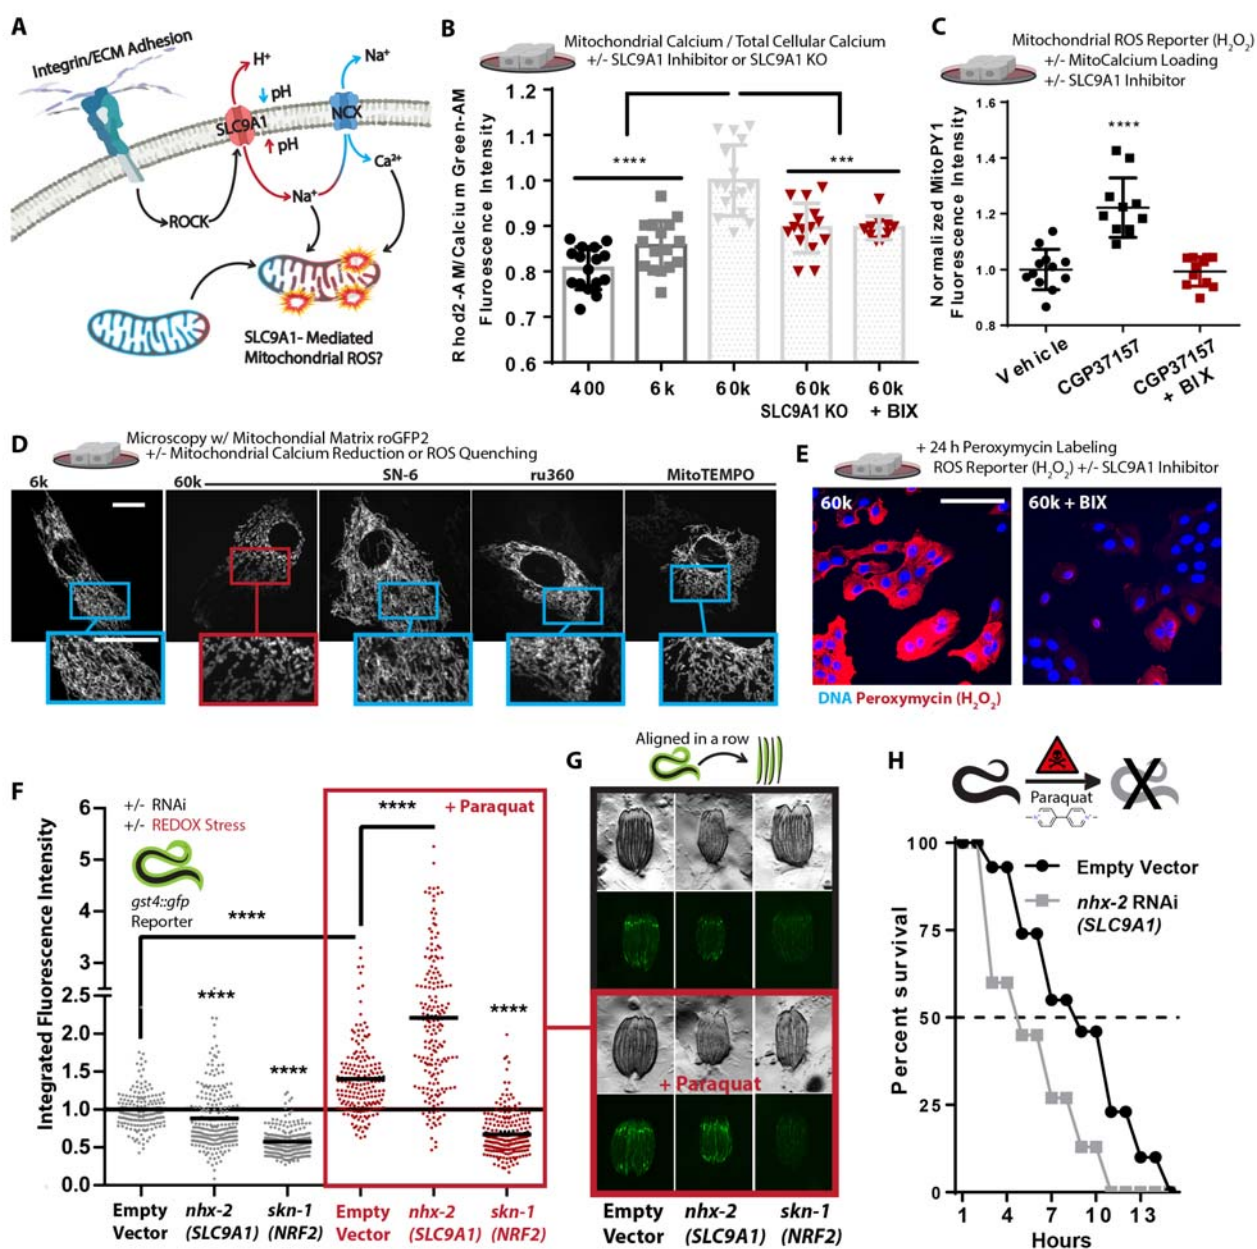 A
Integrin/ECM Adhesion
H⁺
Na⁺
↓ pH
SLC9A1
NCX
↑ pH
Ca²⁺
Na⁺
ROCK
SLC9A1- Mediated
Mitochondrial ROS?
B
Mitochondrial Calcium / Total Cellular Calcium
+/- SLC9A1 Inhibitor or SLC9A1 KO
Rhod2-AM/Calcium Green-AM
Flurorescence Intensity
1.2
1.1
1.0
0.9
0.8
0.7
0.6
****
***
400
6k
60k
60k
SLC9A1 KO
60k
+ BIX
C
Mitochondrial ROS Reporter (H₂O₂)
+/- MitoCalcium Loading
+/- SLC9A1 Inhibitor
Normalized MitoPY1
Fluorescence Intensity
1.6
1.4
1.2
1.0
0.8
****
Vehicle
CGP37157
CGP37157
+ BIX
D
Microscopy w/ Mitochondial Matrix roGFP2
+/- Mitochondrial Calcium Reduction or ROS Quenching
6k
60k
SN-6
ru360
MitoTEMPO
E
+ 24 h Peroxymycin Labeling
ROS Reporter (H₂O₂) +/- SLC9A1 Inhibitor
60k
60k + BIX
DNA Peroxymycin (H₂O₂)
F
Integrated Fluorescence Intensity
6
5
4
3
2.5
2.0
1.5
1.0
0.5
0.0
+/- RNAi
+/- REDOX Stress
gst4::gfp
Reporter
****
****
****
****
+ Paraquat
****
Empty
Vector
nhx-2
(SLC9A1)
skn-1
(NRF2)
Empty
Vector
nhx-2
(SLC9A1)
skn-1
(NRF2)
G
Aligned in a row
+ Paraquat
Empty
Vector
nhx-2
(SLC9A1)
skn-1
(NRF2)
H
Paraquat
X
Percent survival
100
75
50
25
0
Empty Vector
nhx-2 RNAi
(SLC9A1)
1
4
7
10
13
Hours